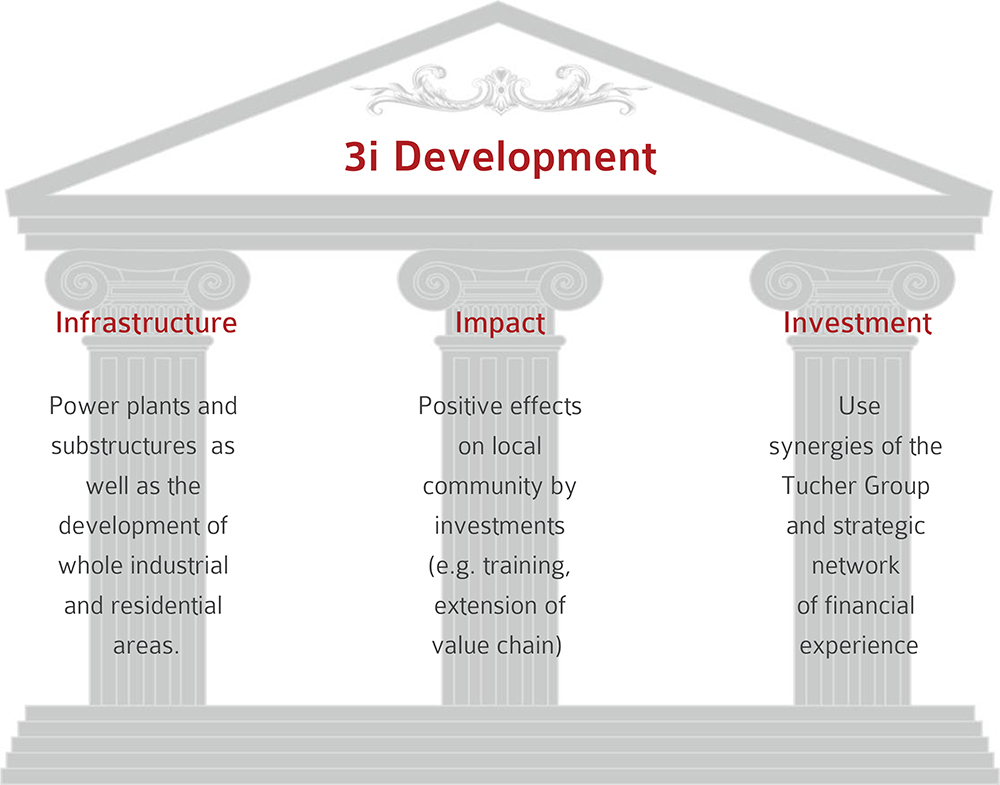 3i Development
Infrastructure
Power plants and
substructures  as
well as the
development of
whole industrial
and residential
areas.
Impact
Positive effects
on local
community by
investments
(e.g. training,
extension of
value chain)
Investment
Use
synergies of the
Tucher Group
and strategic
network
of financial
experience